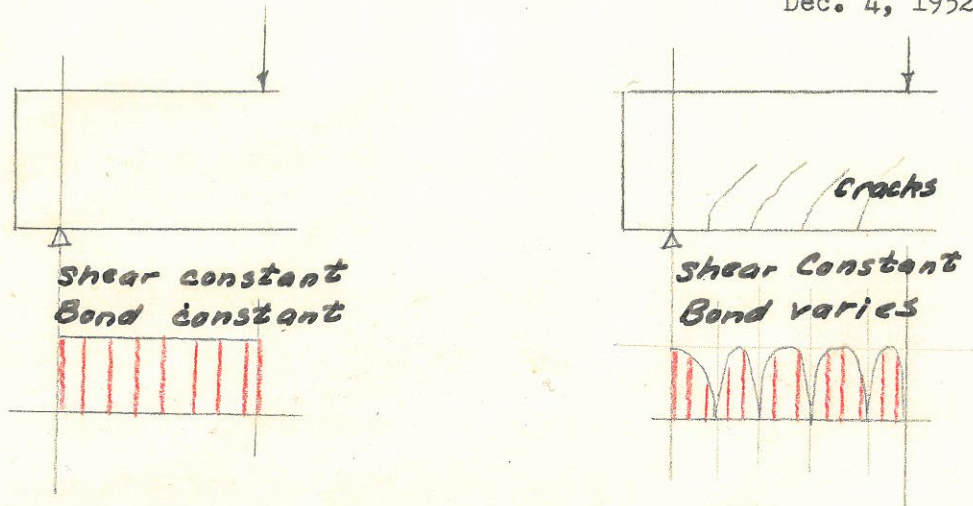 Dec. 4, 1952
cracks
shear constant
Bond constant
shear Constant
Bond varies